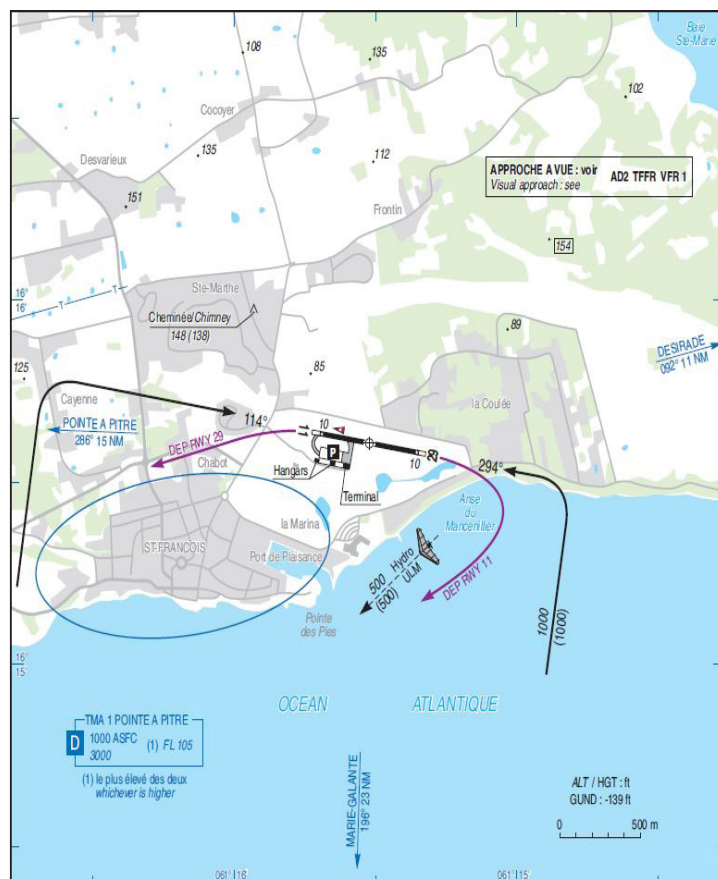 108
135
Baie
Ste-Marie
102
Cocoyer
135
Desvarieux
112
APPROCHE A VUE : voir AD2 TFFR VFR 1
Visual approach : see
151
Frontin
154
Ste-Marthe
16°
16'
T
T
Cheminée/Chimney
148 (138)
89
DESIRADE
092° 11 NM
125
85
Cayenne
la Coulée
114°
11
10
POINTE A PITRE
286° 15 NM
DEP RWY 29
P
10
29
294°
Chabot
Hangars
Terminal
la Marina
Anse
du
Mancenillier
ST-FRANCOIS
Port de Plaisance
500 Hydro
(500) ULM
DEP RWY 11
Pointe
des Pies
1000
(1000)
16°
15'
OCEAN ATLANTIQUE
TMA 1 POINTE A PITRE
D
1000 ASFC
3000
(1) FL 105
(1) le plus élevé des deux
whichever is higher
MARIE-GALANTE
196° 23 NM
ALT / HGT : ft
GUND : -139 ft
0 500 m
061° 16'
061° 15'